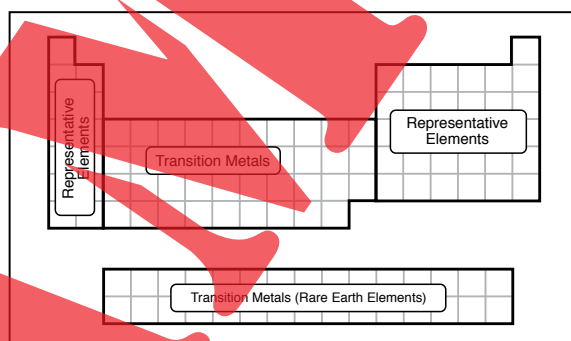 Representative
Elements
Transition Metals
Representative
Elements
Transition Metals (Rare Earth Elements)